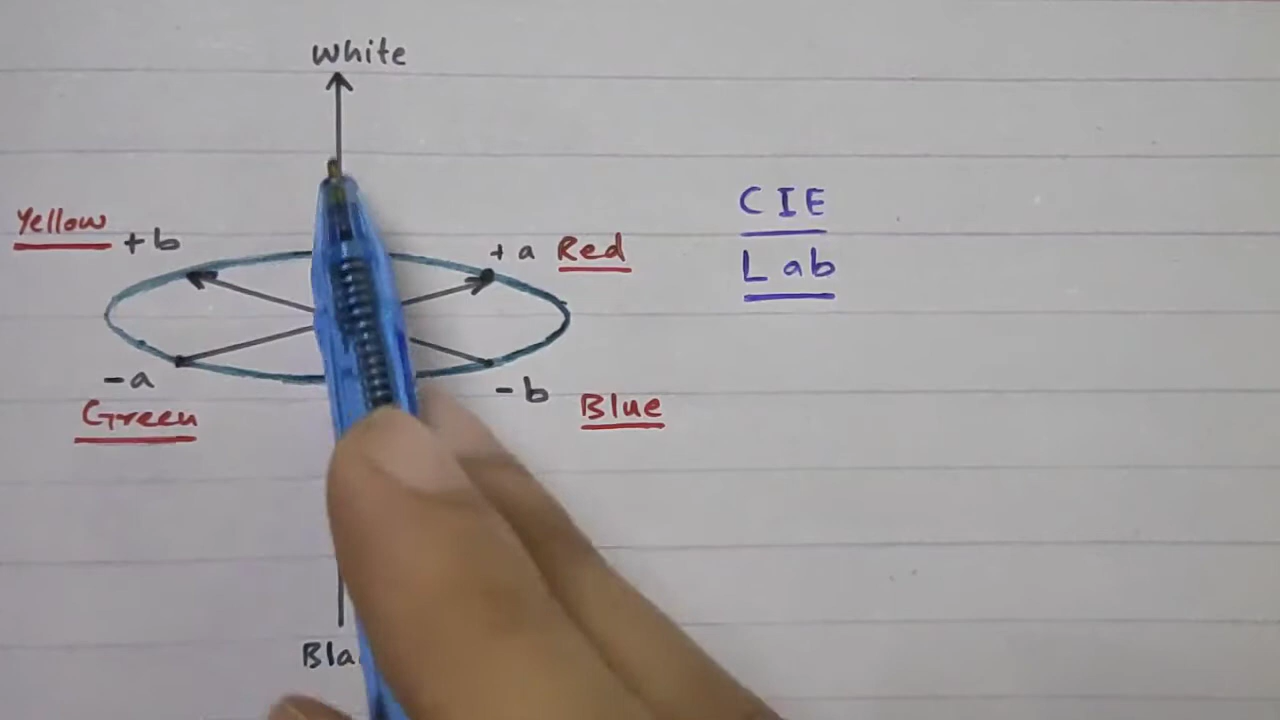 White
CIE
Yellow +b
+a Red
Lab
-a
-b
Green
Blue